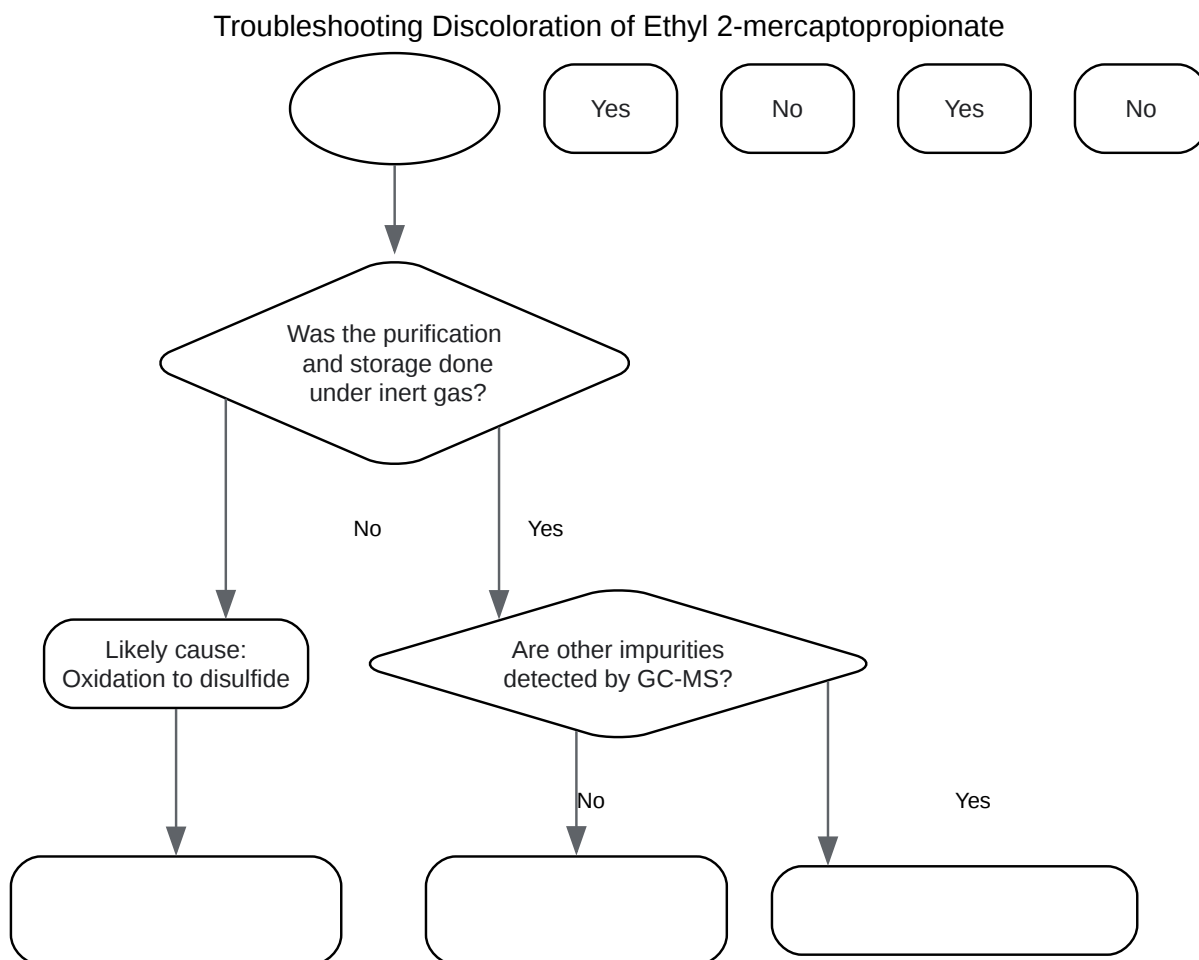 Troubleshooting Discoloration of Ethyl 2-mercaptopropionate
Yes
No
Yes
No
Was the purification
and storage done
under inert gas?
No
Yes
Likely cause:
Oxidation to disulfide
Are other impurities
detected by GC-MS?
No
Yes